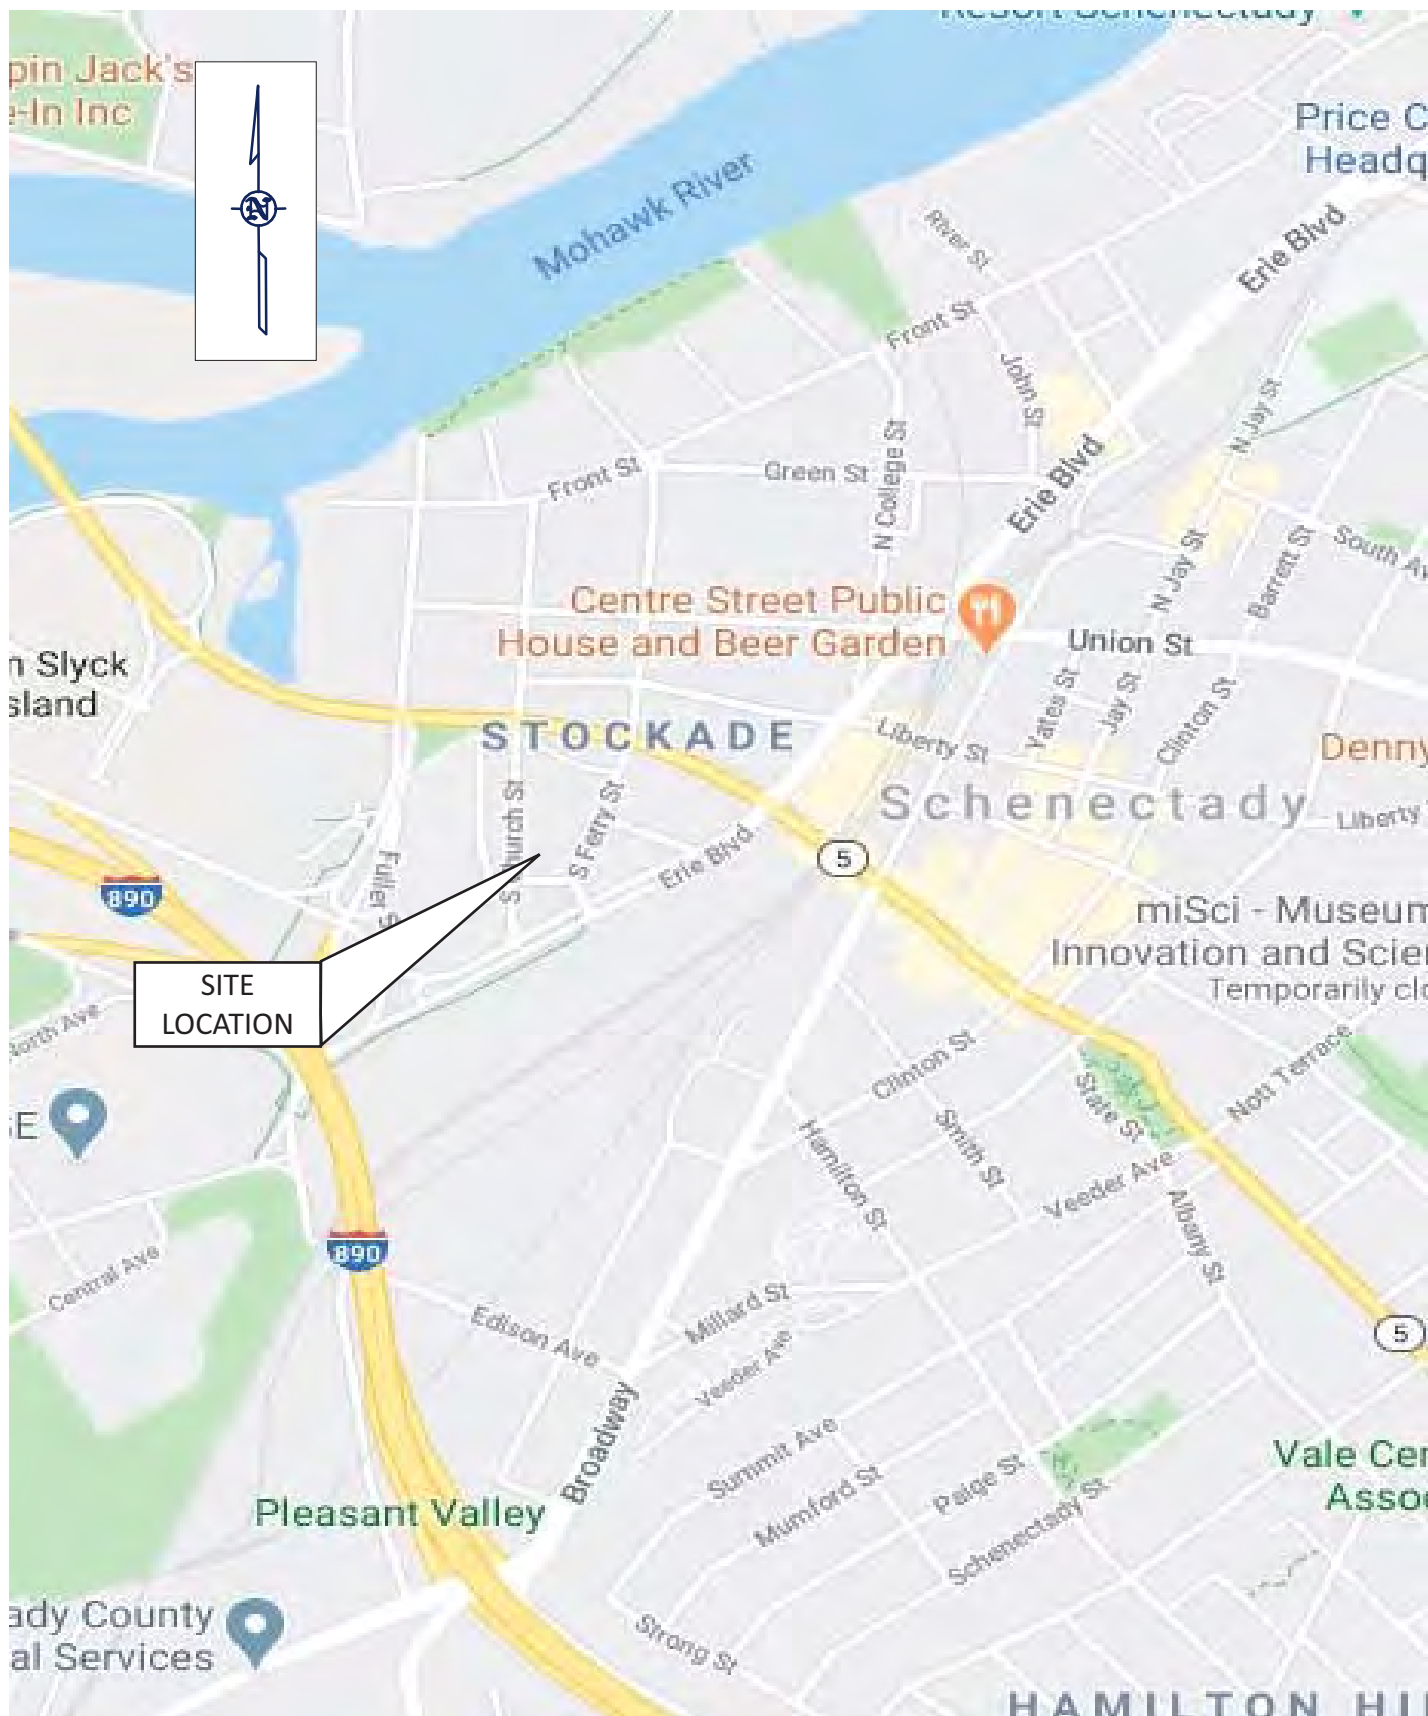 Resort Schenectady
pin Jack's
e-In Inc
Price C
Headq
Mohawk River
River St
Erie Blvd
N
Front St
John St
N Jay St
Erie Blvd
Front St
Green St
N College St
South Av
N Jay St
Barrett St
Centre Street Public
House and Beer Garden
Union St
n Slyck
sland
Yates St
Jay St
Clinton St
STOCKADE
Liberty St
Denny
Schenectady
Liberty
S Church St
S Ferry St
Erie Blvd
5
Fuller S
890
miSci - Museum
Innovation and Scien
Temporarily clo
SITE
LOCATION
North Ave
Clinton St
Nott Terrace
State St
E
Smith St
Hamilton St
Veeder Ave
Albany St
890
Central Ave
Millard St
Edison Ave
Veeder Ave
5
Broadway
Summit Ave
Mumford St
Paige St
Schenectady St
Vale Cem
Assoc
Pleasant Valley
ady County
al Services
Strong St
HAMILTON HIL